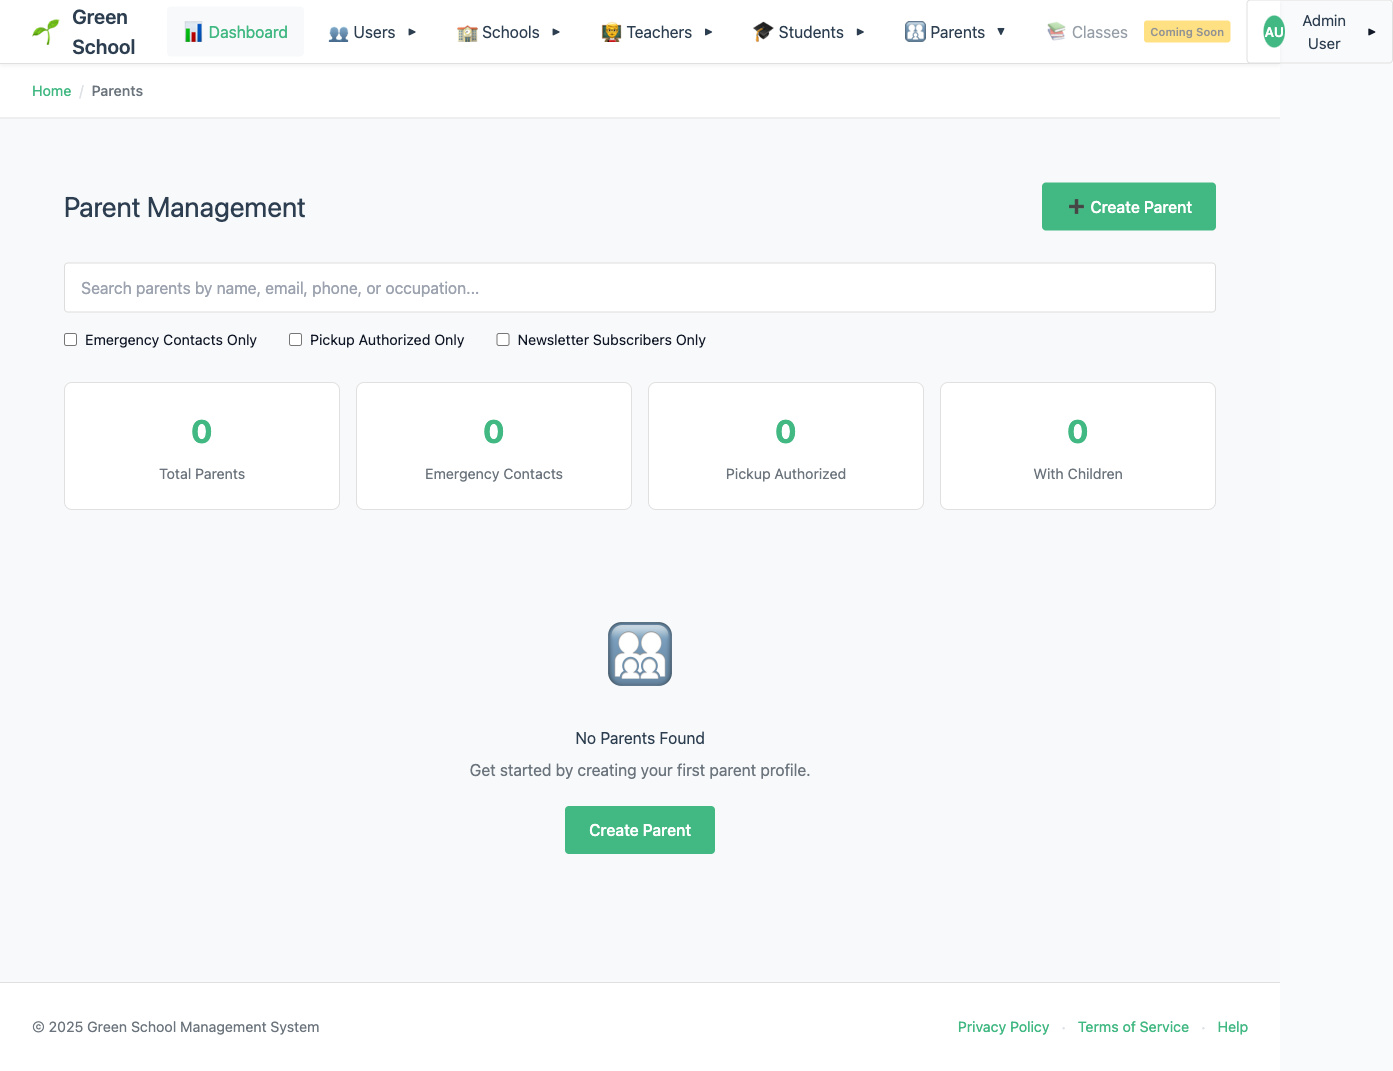 Green School
Dashboard
Users
Schools
Teachers
Students
Parents
Classes
Coming Soon
AU
Admin User
Home / Parents
Parent Management
Create Parent
Search parents by name, email, phone, or occupation...
Emergency Contacts Only
Pickup Authorized Only
Newsletter Subscribers Only
0
Total Parents
0
Emergency Contacts
0
Pickup Authorized
0
With Children
No Parents Found
Get started by creating your first parent profile.
Create Parent
© 2025 Green School Management System
Privacy Policy · Terms of Service · Help